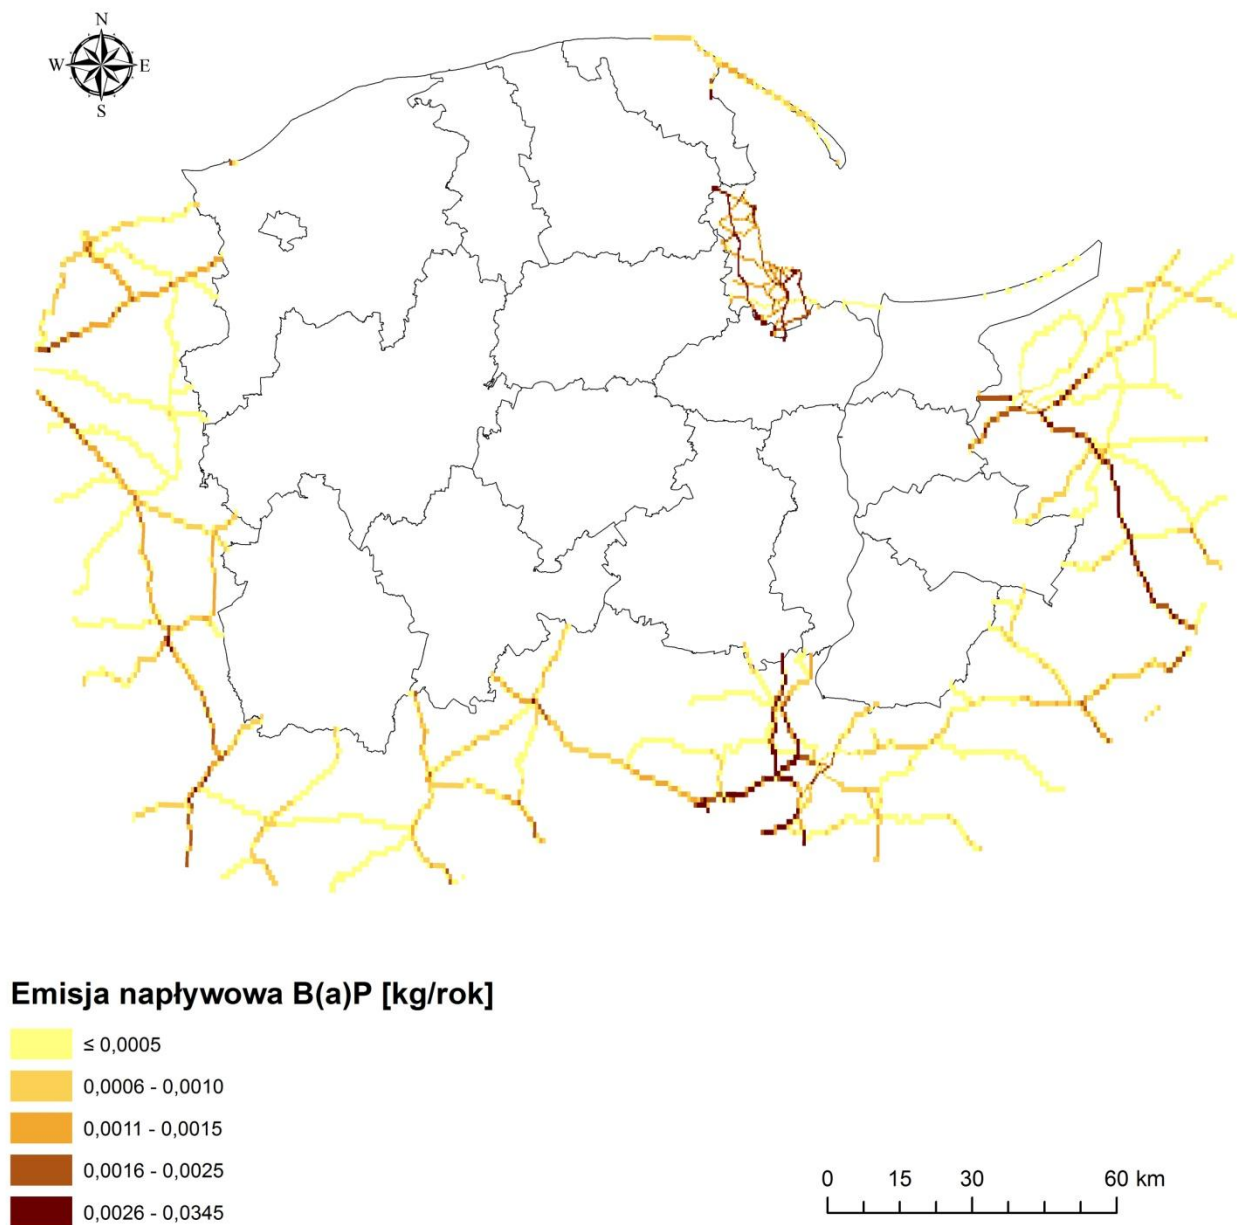 N
W E
S
Emisja napływowa B(a)P [kg/rok]
≤ 0,0005
0,0006 - 0,0010
0,0011 - 0,0015
0,0016 - 0,0025
0,0026 - 0,0345
0 15 30 60 km